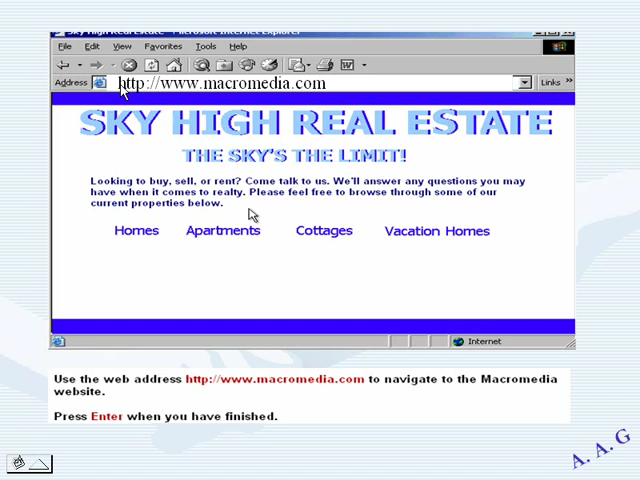 Sky High Real Estate - Microsoft Internet Explorer
File Edit View Favorites Tools Help
Address http://www.macromedia.com Links »
SKY HIGH REAL ESTATE
THE SKY'S THE LIMIT!
Looking to buy, sell, or rent? Come talk to us. We'll answer any questions you may
have when it comes to realty. Please feel free to browse through some of our
current properties below.
Homes Apartments Cottages Vacation Homes
Internet
Use the web address http://www.macromedia.com to navigate to the Macromedia
website.
Press Enter when you have finished.
A. A. G